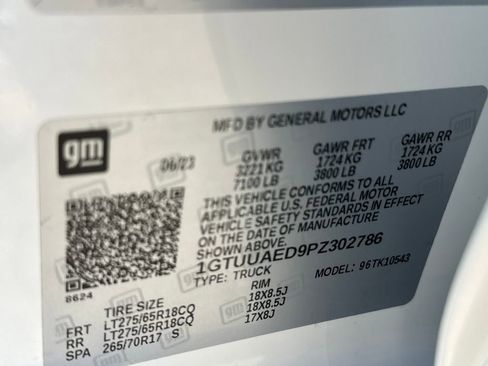 MFD BY GENERAL MOTORS LLC
gm
06/23 GVWR GAWR FRT GAWR RR
3221 KG 1724 KG 1724 KG
7100 LB 3800 LB 3800 LB
THIS VEHICLE CONFORMS TO ALL
APPLICABLE U.S. FEDERAL MOTOR
VEHICLE SAFETY STANDARDS IN EFFECT
ON THE DATE OF MANUFACTURE
SHOWN ABOVE.
1GTUUAED9PZ302786
TYPE: TRUCK MODEL: 96TK10543
8624
TIRE SIZE RIM
FRT LT275/65R18CQ 18X8.5J
RR LT275/65R18CQ 18X8.5J
SPA 265/70R17 S 17X8J